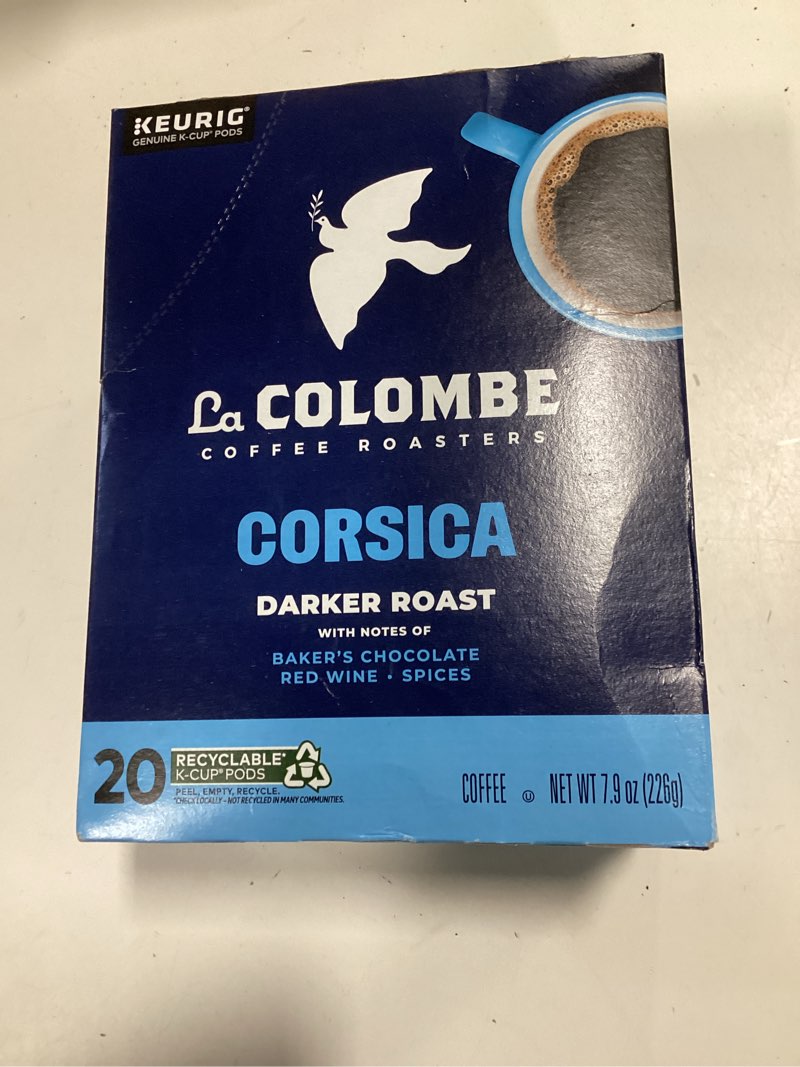 KEURIG®
GENUINE K-CUP® PODS
La COLOMBE
COFFEE ROASTERS
CORSICA
DARKER ROAST
WITH NOTES OF
BAKER'S CHOCOLATE
RED WINE • SPICES
20 RECYCLABLE*
K-CUP® PODS
PEEL, EMPTY, RECYCLE.
*CHECK LOCALLY - NOT RECYCLED IN MANY COMMUNITIES.
COFFEE U NET WT 7.9 oz (226g)